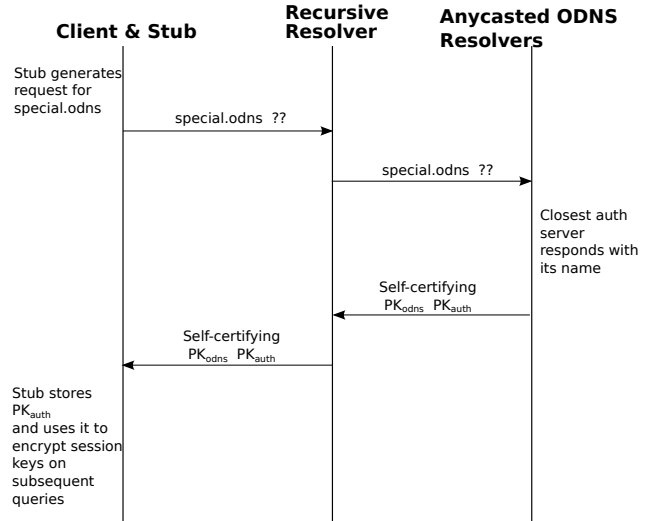 Client & Stub
Recursive
Resolver
Anycasted ODNS
Resolvers
Stub generates
request for
special.odns
special.odns ??
special.odns ??
Closest auth
server
responds with
its name
Self-certifying
PKodns PKauth
Self-certifying
PKodns PKauth
Stub stores
PKauth
and uses it to
encrypt session
keys on
subsequent
queries